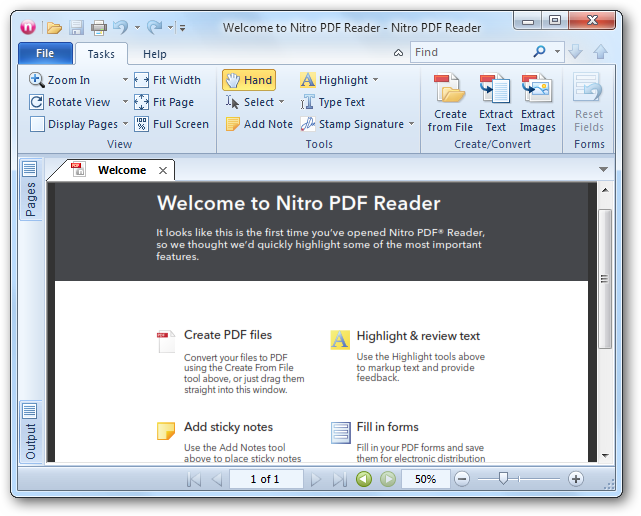 Welcome to Nitro PDF Reader - Nitro PDF Reader
File Tasks Help Find
Zoom In Fit Width Hand Highlight
Rotate View Fit Page Select Type Text
Display Pages 100% Full Screen Add Note Stamp Signature
Create from File
Extract Text
Extract Images
Reset Fields
View Tools Create/Convert Forms
Welcome
Pages
Welcome to Nitro PDF Reader
It looks like this is the first time you've opened Nitro PDF® Reader,
so we thought we'd quickly highlight some of the most important
features.
Create PDF files
Convert your files to PDF
using the Create From File
tool above, or just drag them
straight into this window.
Highlight & review text
Use the Highlight tools above
to markup text and provide
feedback.
Add sticky notes
Use the Add Notes tool
above to place sticky notes
Fill in forms
Fill in your PDF forms and save
them for electronic distribution
Output
1 of 1 50%